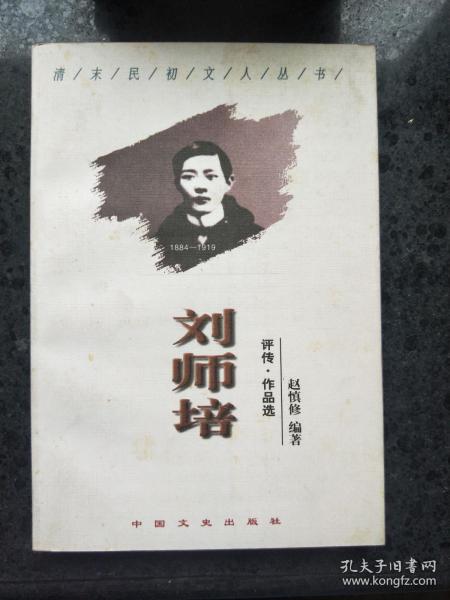 清/末/民/初/文/人/丛/书/
1884—1919
刘师培
评传·作品选
赵慎修 编著
中国文史出版社
孔夫子旧书网
www.kongfz.com